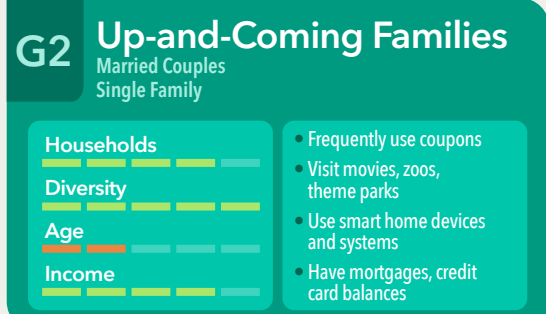 G2
Up-and-Coming Families
Married Couples
Single Family
Households
Diversity
Age
Income
• Frequently use coupons
• Visit movies, zoos,
theme parks
• Use smart home devices
and systems
• Have mortgages, credit
card balances